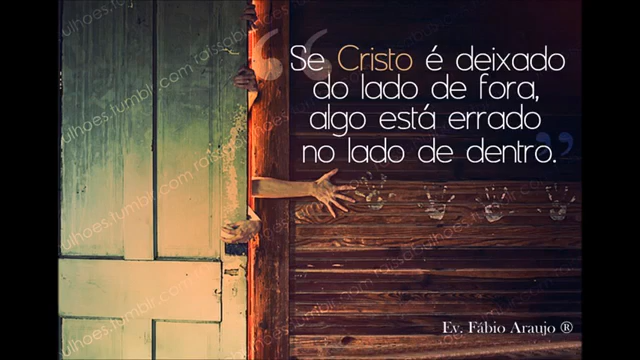 “
Se Cristo é deixado
do lado de fora,
algo está errado
no lado de dentro.
”
Ev. Fábio Araujo ®